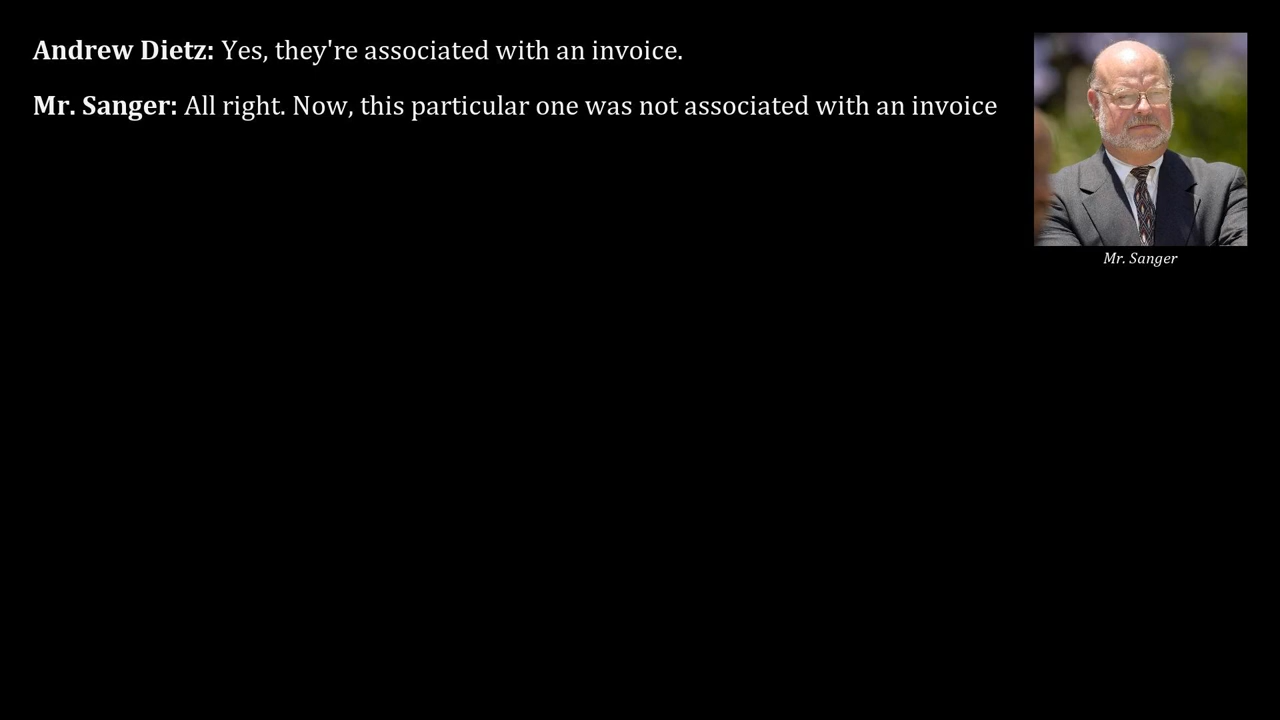 Andrew Dietz: Yes, they're associated with an invoice.
Mr. Sanger: All right. Now, this particular one was not associated with an invoice
Mr. Sanger